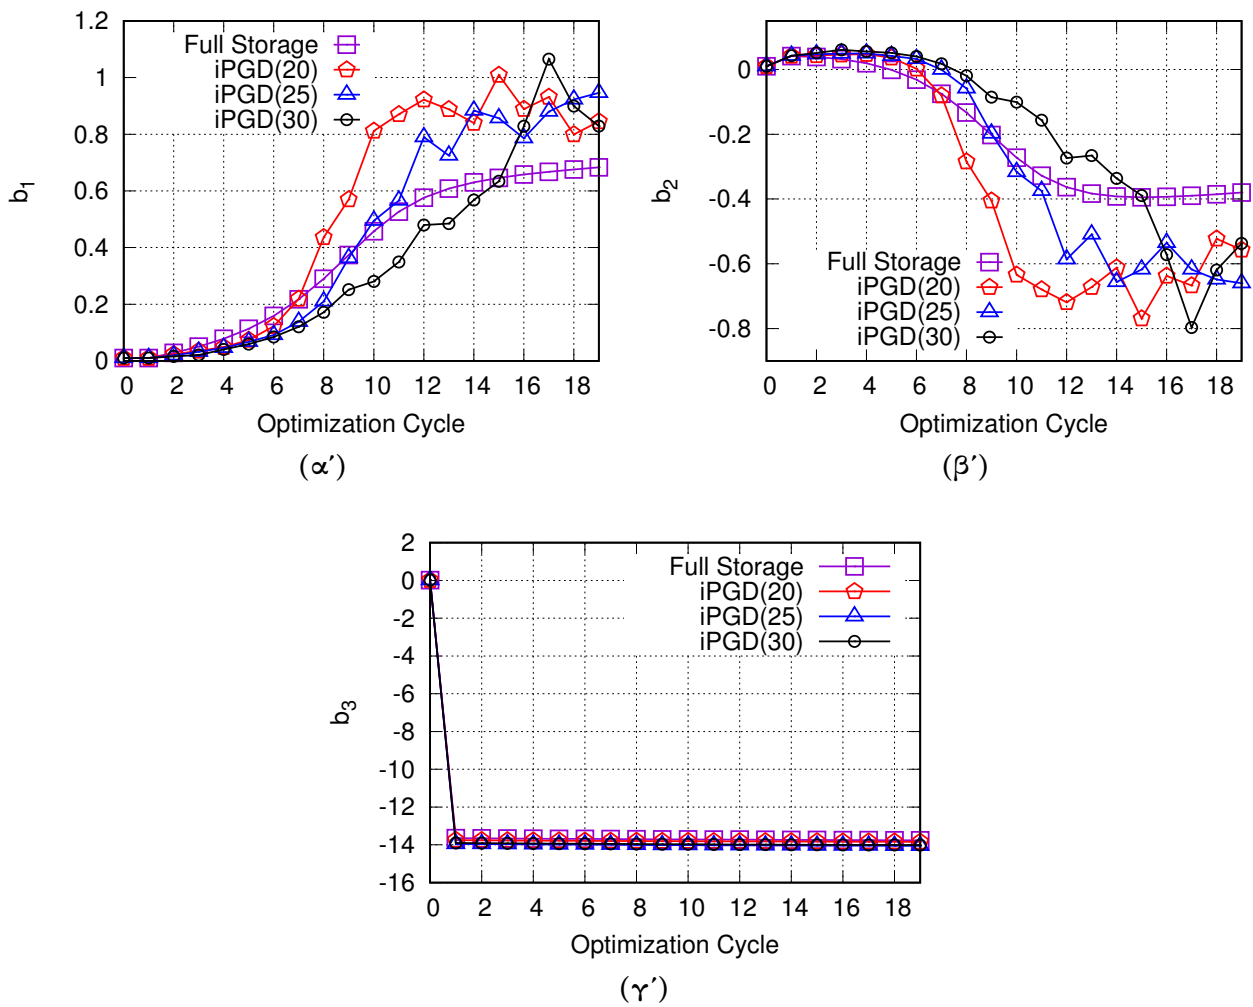 1.2
1
0.8
0.6
0.4
0.2
0
b1
Full Storage
iPGD(20)
iPGD(25)
iPGD(30)
0 2 4 6 8 10 12 14 16 18
Optimization Cycle
(α΄)
0
-0.2
-0.4
-0.6
-0.8
b2
Full Storage
iPGD(20)
iPGD(25)
iPGD(30)
0 2 4 6 8 10 12 14 16 18
Optimization Cycle
(β΄)
2
0
-2
-4
-6
-8
-10
-12
-14
-16
b3
Full Storage
iPGD(20)
iPGD(25)
iPGD(30)
0 2 4 6 8 10 12 14 16 18
Optimization Cycle
(γ΄)